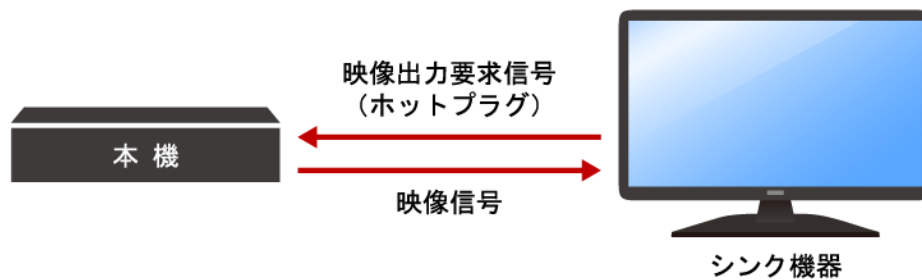 映像出力要求信号
（ホットプラグ）
本 機
映像信号
シンク機器